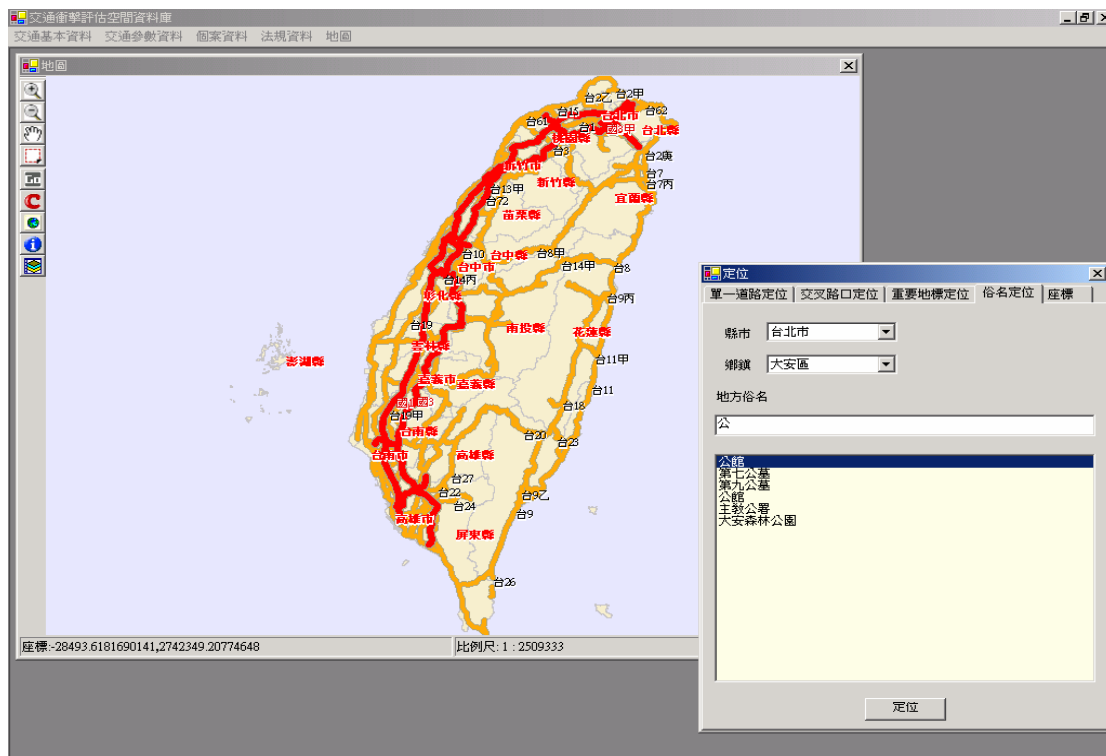 交通衝擊評估空間資料庫
交通基本資料 交通參數資料 個案資料 法規資料 地圖
地圖
台2乙
台2甲
台15
台62
台61
台北市
台1
國3甲
台北縣
桃園縣
台3
台2庚
新竹市
台7
新竹縣
台7丙
台13甲
宜蘭縣
台72
苗栗縣
台10
台中縣
台8甲
台中市
台14甲
台8
台14丙
彰化縣
台9丙
台19
南投縣
花蓮縣
雲林縣
澎湖縣
台11甲
嘉義市
嘉義縣
台11
國1
國3
台18
台19甲
台南縣
台20
台23
台南市
高雄縣
台27
台22
台9乙
台24
台9
高雄市
屏東縣
台26
座標:-28493.6181690141,2742349.20774648
比例尺: 1 : 2509333
定位
單一道路定位 交叉路口定位 重要地標定位 俗名定位 座標
縣市 台北市
鄉鎮 大安區
地方俗名
公
公館
第七公墓
第九公墓
公館
主教公署
大安森林公園
定位